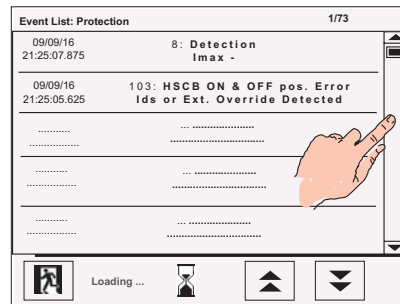 Event List: Protection 1/73
09/09/16 8: Detection
21:25:07.875 Imax -
09/09/16 103: HSCB ON & OFF pos. Error
21:25:05.625 Ids or Ext. Override Detected
........... ... ......................
.............. .................................
........... ... ......................
.............. .................................
........... ... ......................
.............. .................................
Loading ...